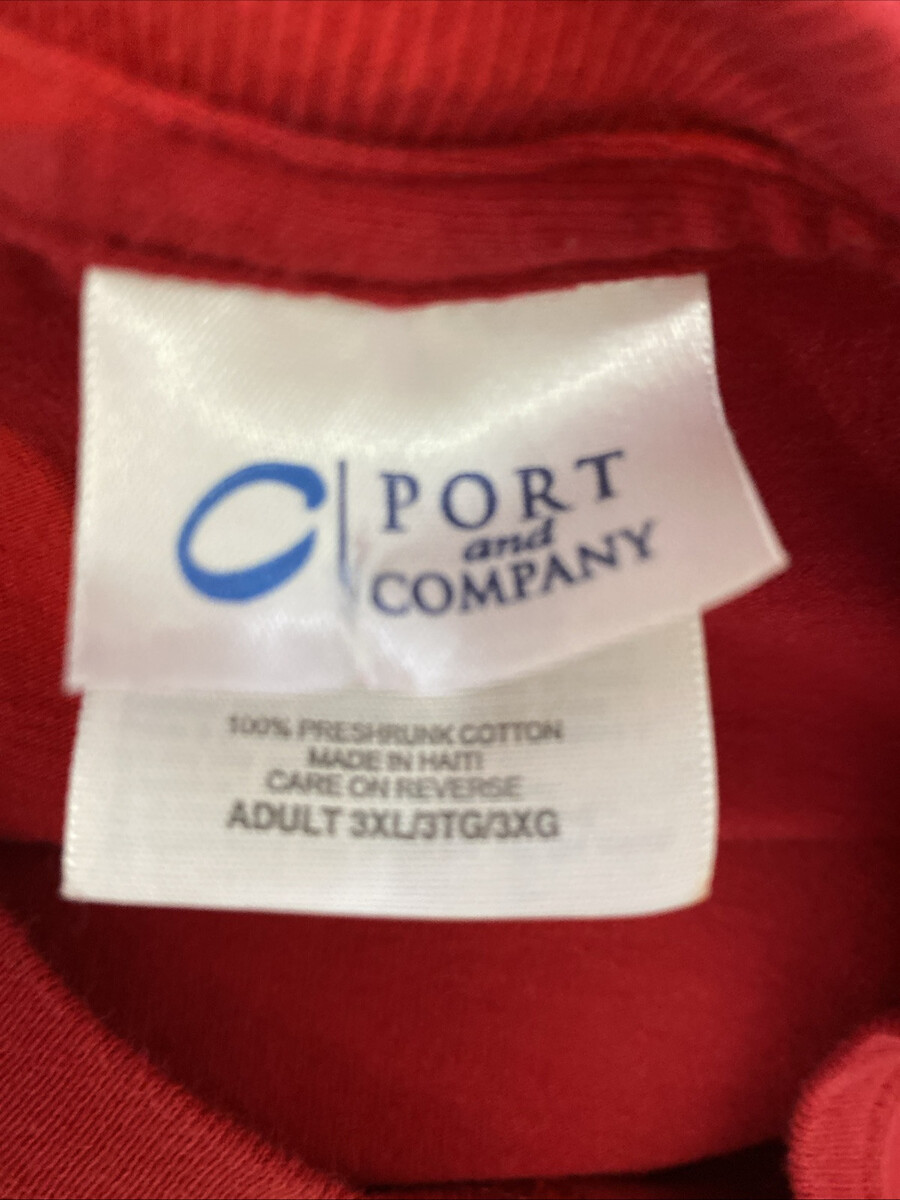 PORT
and
COMPANY
100% PRESHRUNK COTTON
MADE IN HAITI
CARE ON REVERSE
ADULT 3XL/3TG/3XG